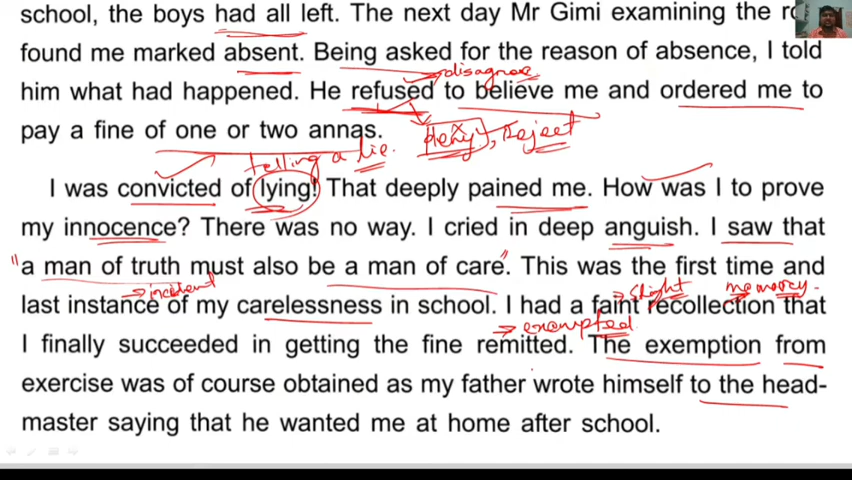 school, the boys had all left. The next day Mr Gimi examining the
found me marked absent. Being asked for the reason of absence, I told
disagree
him what had happened. He refused to believe me and ordered me to
pay a fine of one or two annas.
Deny, Reject
telling a lie.
I was convicted of lying! That deeply pained me. How was I to prove
my innocence? There was no way. I cried in deep anguish. I saw that
"a man of truth must also be a man of care". This was the first time and
incident
slight
memory
last instance of my carelessness in school. I had a faint recollection that
exempted
I finally succeeded in getting the fine remitted. The exemption from
exercise was of course obtained as my father wrote himself to the head-
master saying that he wanted me at home after school.